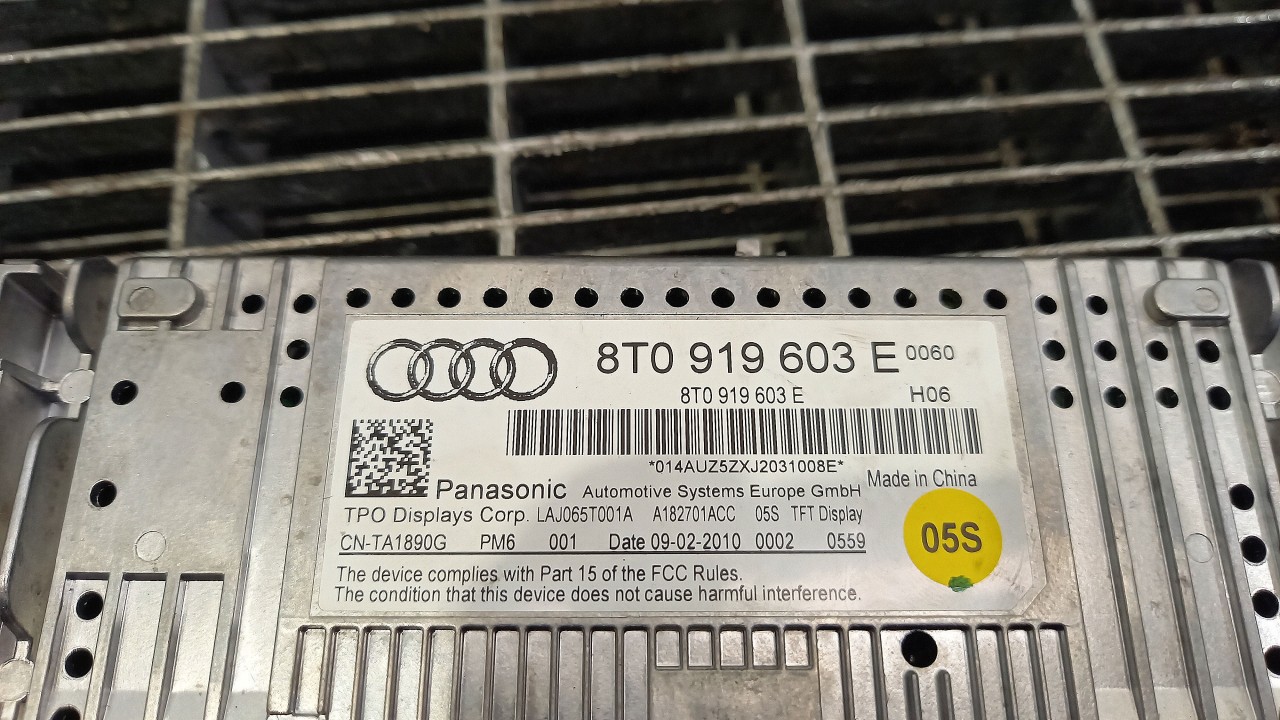 8T0 919 603 E 0060
8T0 919 603 E H06
*014AUZ5ZXJ2031008E*
Panasonic Automotive Systems Europe GmbH Made in China
TPO Displays Corp. LAJ065T001A A182701ACC 05S TFT Display
CN-TA1890G PM6 001 Date 09-02-2010 0002 0559
05S
The device complies with Part 15 of the FCC Rules.
The condition that this device does not cause harmful interference.